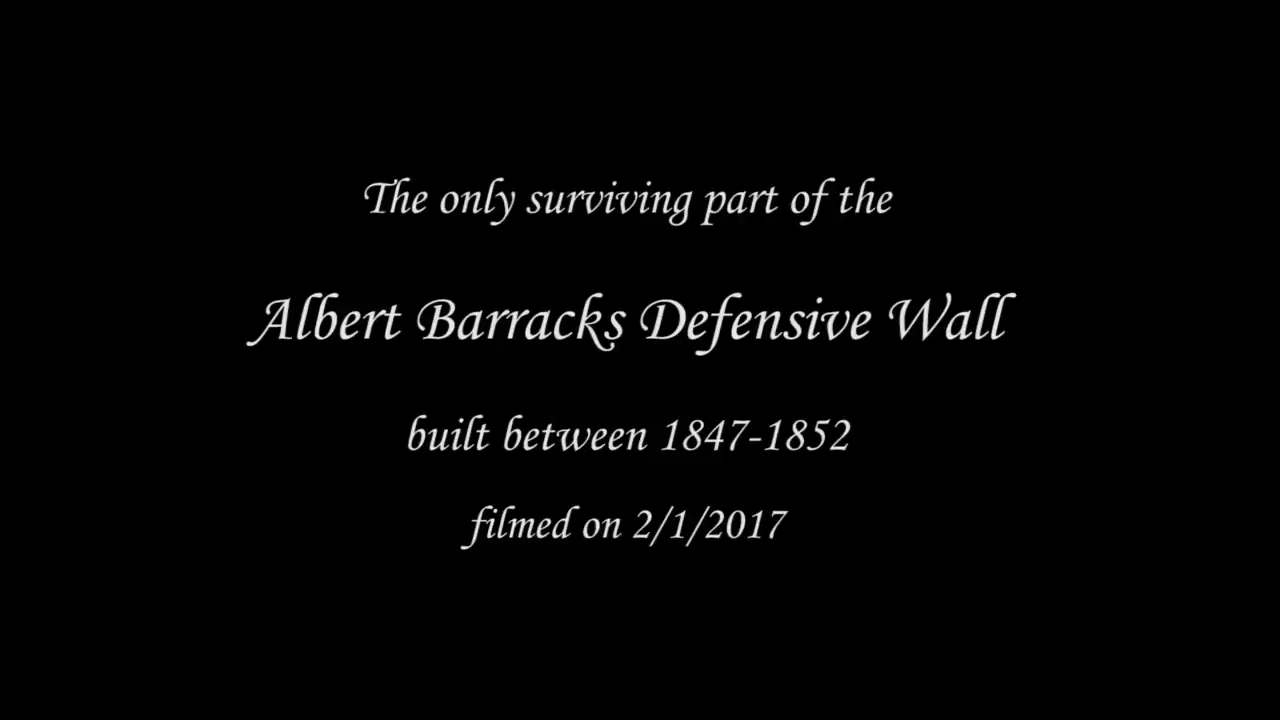 The only surviving part of the
Albert Barracks Defensive Wall
built between 1847-1852
filmed on 2/1/2017